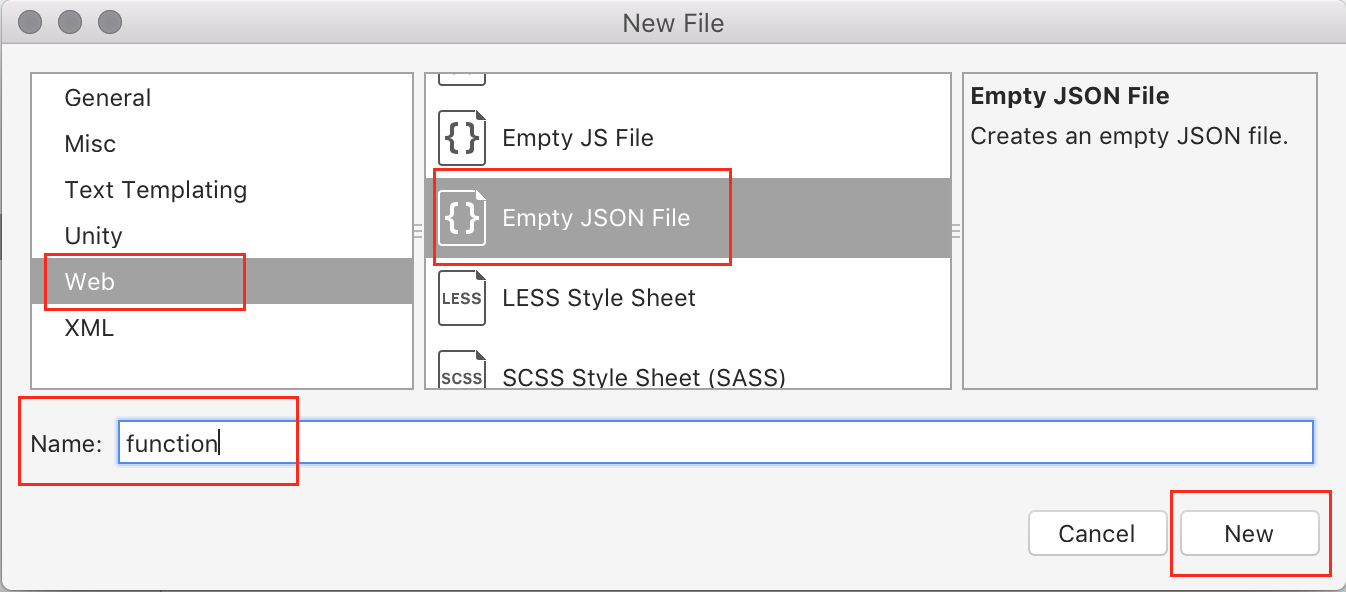 New File
General
Misc
Text Templating
Unity
Web
XML
{} Empty JS File
{} Empty JSON File
LESS LESS Style Sheet
SCSS SCSS Style Sheet (SASS)
Empty JSON File
Creates an empty JSON file.
Name: function
Cancel New